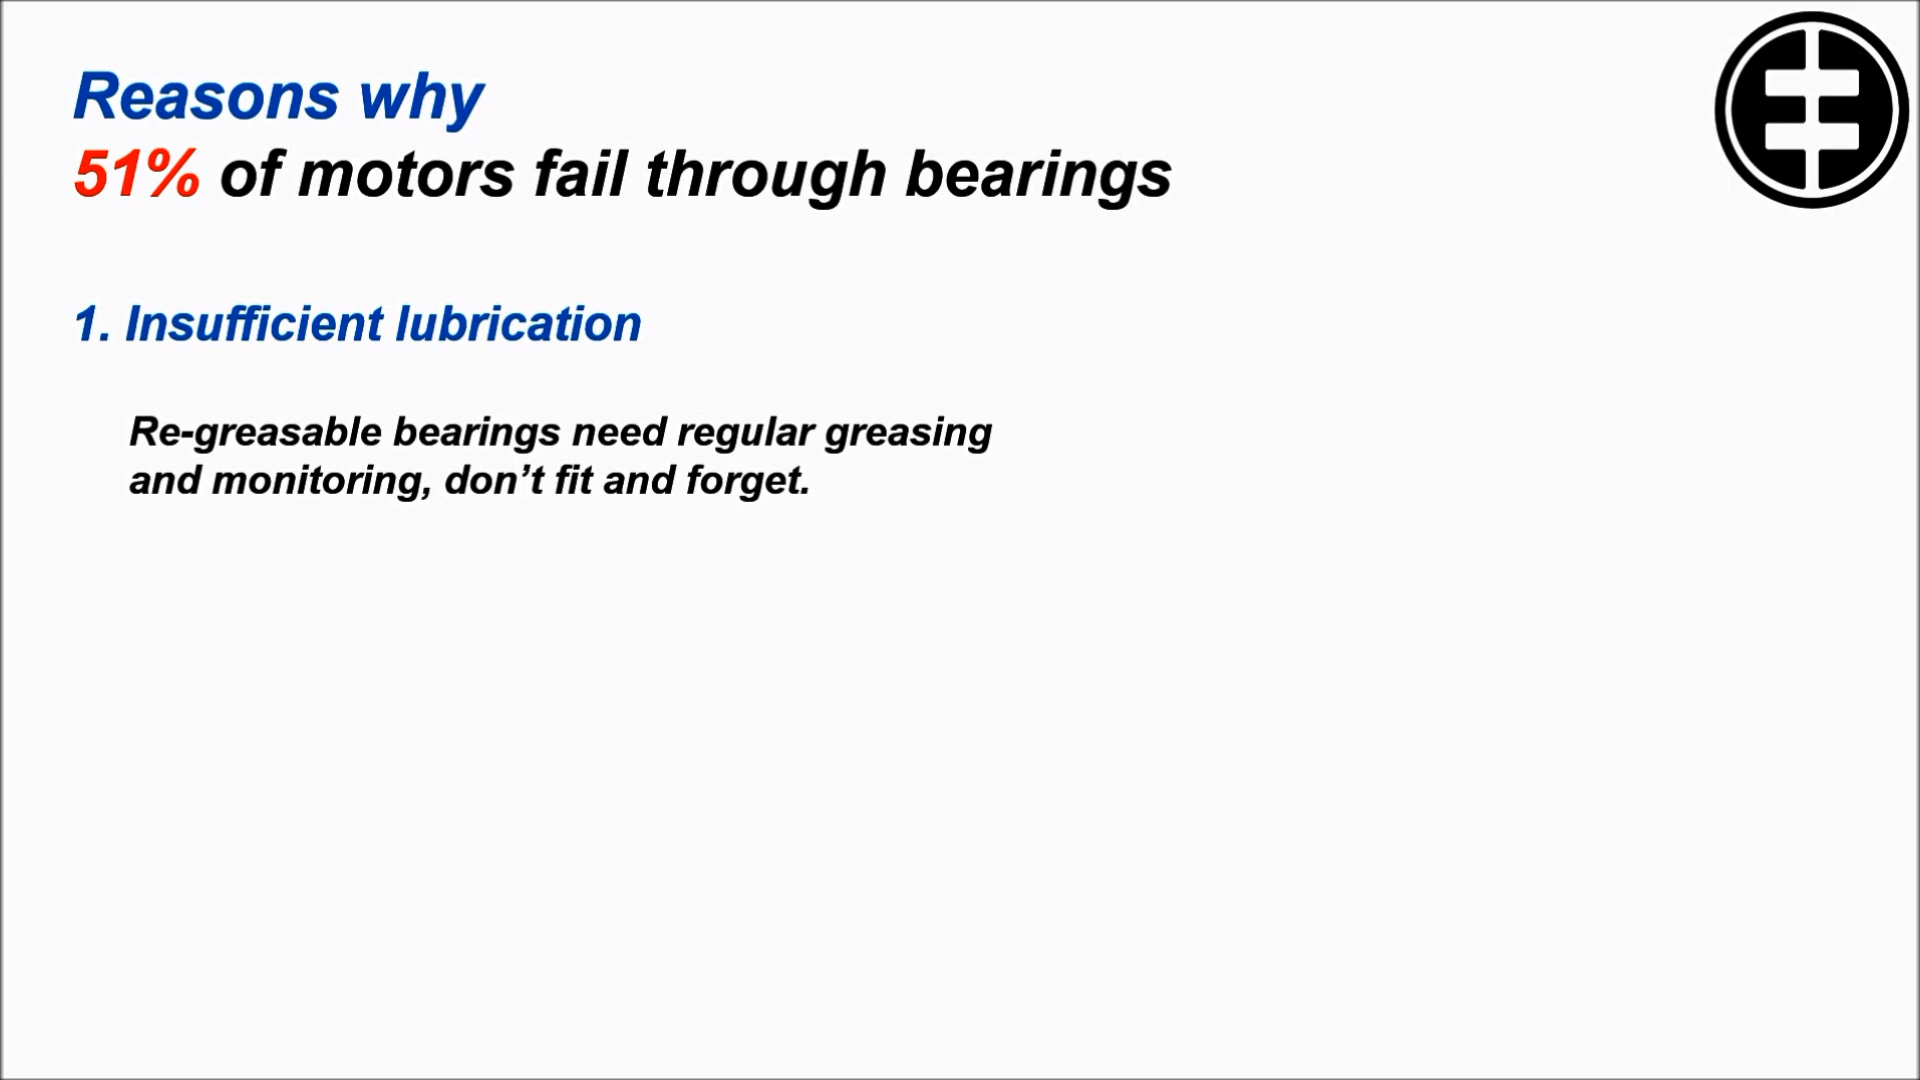 Reasons why
51% of motors fail through bearings
1. Insufficient lubrication
Re-greasable bearings need regular greasing
and monitoring, don’t fit and forget.